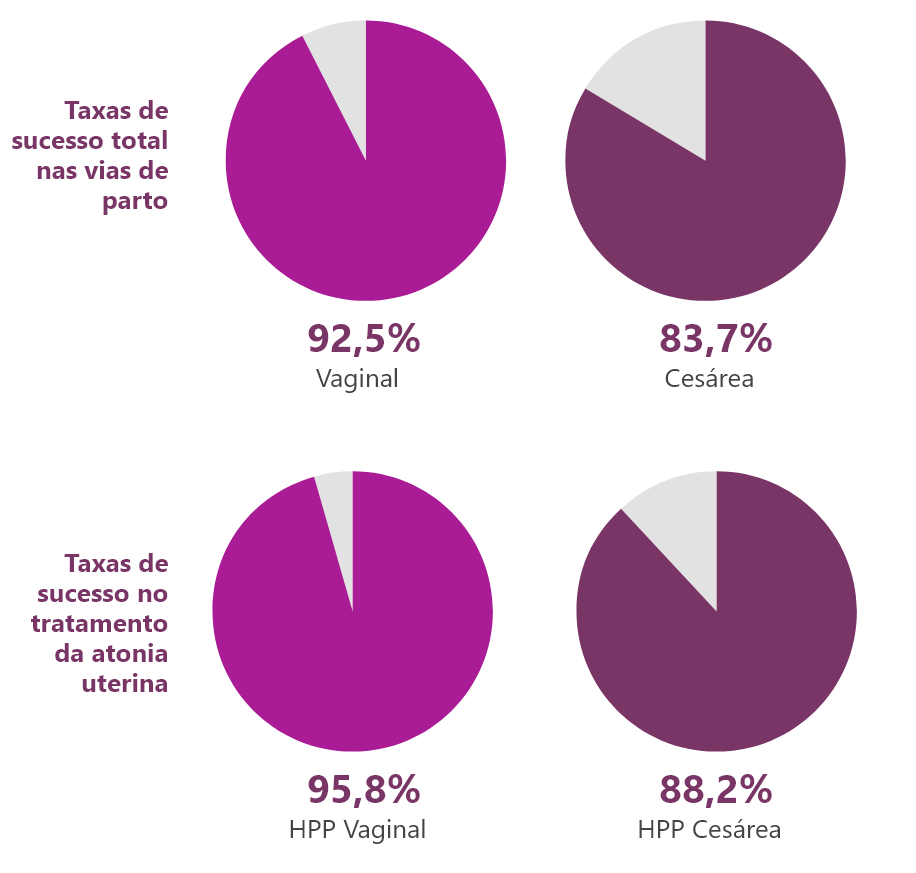 Taxas de
sucesso total
nas vias de
parto
92,5%
Vaginal
83,7%
Cesárea
Taxas de
sucesso no
tratamento
da atonia
uterina
95,8%
HPP Vaginal
88,2%
HPP Cesárea